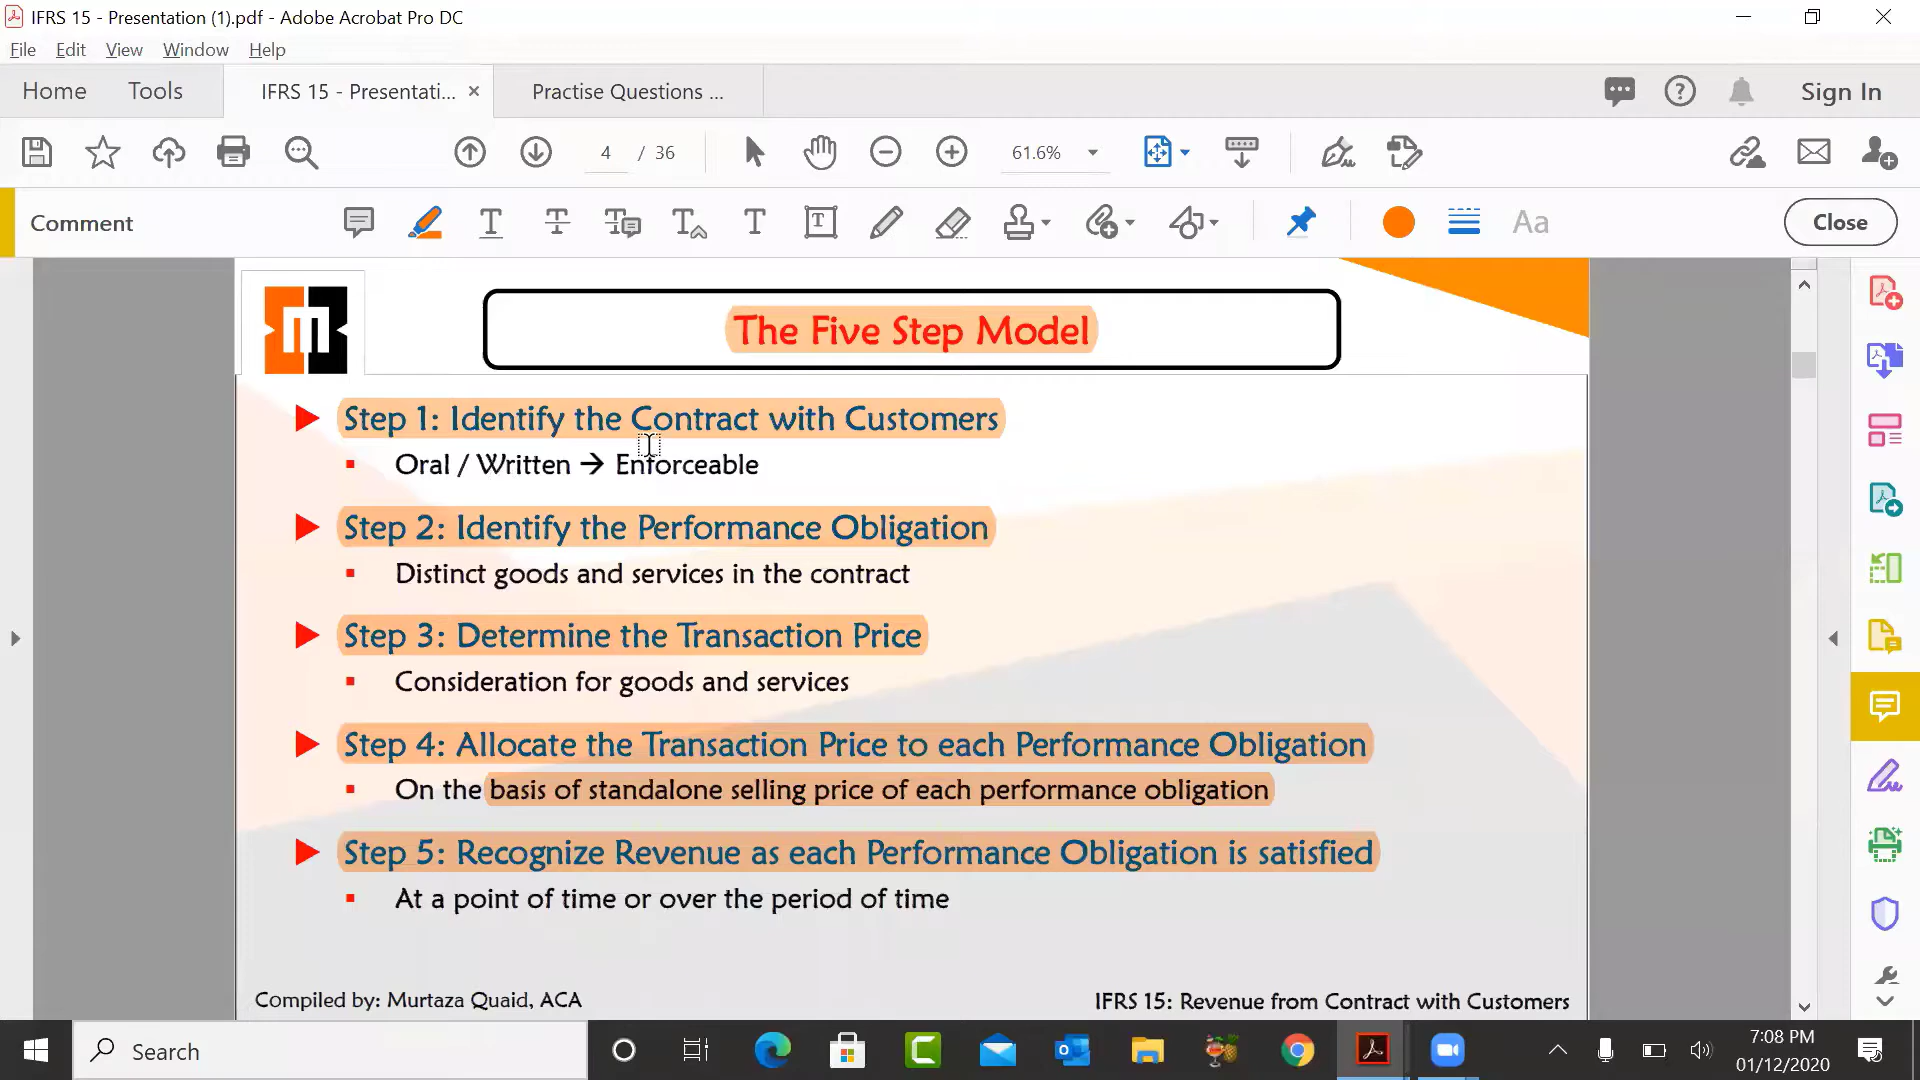 IFRS 15 - Presentation (1).pdf - Adobe Acrobat Pro DC
File Edit View Window Help
Home Tools IFRS 15 - Presentati... × Practise Questions ... Sign In
4 / 36 61.6%
Comment Aa Close
The Five Step Model
Step 1: Identify the Contract with Customers
Oral / Written → Enforceable
Step 2: Identify the Performance Obligation
Distinct goods and services in the contract
Step 3: Determine the Transaction Price
Consideration for goods and services
Step 4: Allocate the Transaction Price to each Performance Obligation
On the basis of standalone selling price of each performance obligation
Step 5: Recognize Revenue as each Performance Obligation is satisfied
At a point of time or over the period of time
Compiled by: Murtaza Quaid, ACA
IFRS 15: Revenue from Contract with Customers
Search
7:08 PM
01/12/2020